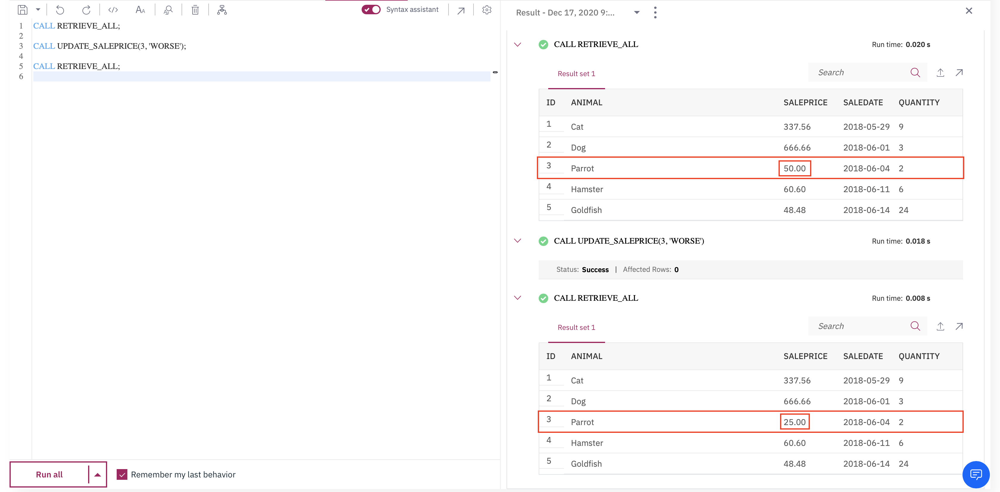 Syntax assistant
1 CALL RETRIEVE_ALL;
2
3 CALL UPDATE_SALEPRICE(3, 'WORSE');
4
5 CALL RETRIEVE_ALL;
6
Run all
Remember my last behavior
Result - Dec 17, 2020 9:...
CALL RETRIEVE_ALL Run time: 0.020 s
Result set 1 Search
ID ANIMAL SALEPRICE SALEDATE QUANTITY
1 Cat 337.56 2018-05-29 9
2 Dog 666.66 2018-06-01 3
3 Parrot 50.00 2018-06-04 2
4 Hamster 60.60 2018-06-11 6
5 Goldfish 48.48 2018-06-14 24
CALL UPDATE_SALEPRICE(3, 'WORSE') Run time: 0.018 s
Status: Success | Affected Rows: 0
CALL RETRIEVE_ALL Run time: 0.008 s
Result set 1 Search
ID ANIMAL SALEPRICE SALEDATE QUANTITY
1 Cat 337.56 2018-05-29 9
2 Dog 666.66 2018-06-01 3
3 Parrot 25.00 2018-06-04 2
4 Hamster 60.60 2018-06-11 6
5 Goldfish 48.48 2018-06-14 24